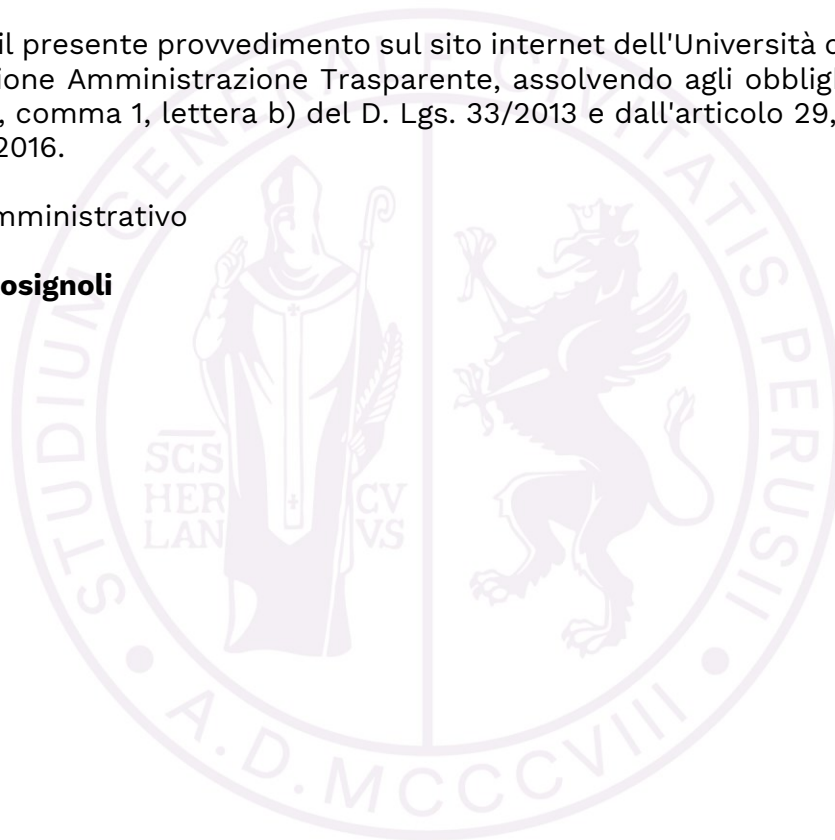 il presente provvedimento sul sito internet dell'Università
ione Amministrazione Trasparente, assolvendo agli
, comma 1, lettera b) del D. Lgs. 33/2013 e dall'articolo 29,
2016.
mministrativo
osignoli
STUDIUM GENERALE CIVITATIS PERUSII
SCS
HER CV
LAN VS
A.D. MCCCVIII